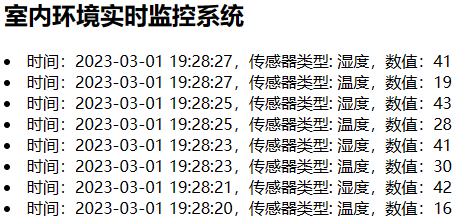 室内环境实时监控系统
时间：2023-03-01 19:28:27，传感器类型: 湿度，数值：41
时间：2023-03-01 19:28:27，传感器类型: 温度，数值：19
时间：2023-03-01 19:28:25，传感器类型: 湿度，数值：43
时间：2023-03-01 19:28:25，传感器类型: 温度，数值：28
时间：2023-03-01 19:28:23，传感器类型: 湿度，数值：41
时间：2023-03-01 19:28:23，传感器类型: 温度，数值：30
时间：2023-03-01 19:28:21，传感器类型: 湿度，数值：42
时间：2023-03-01 19:28:20，传感器类型: 温度，数值：16